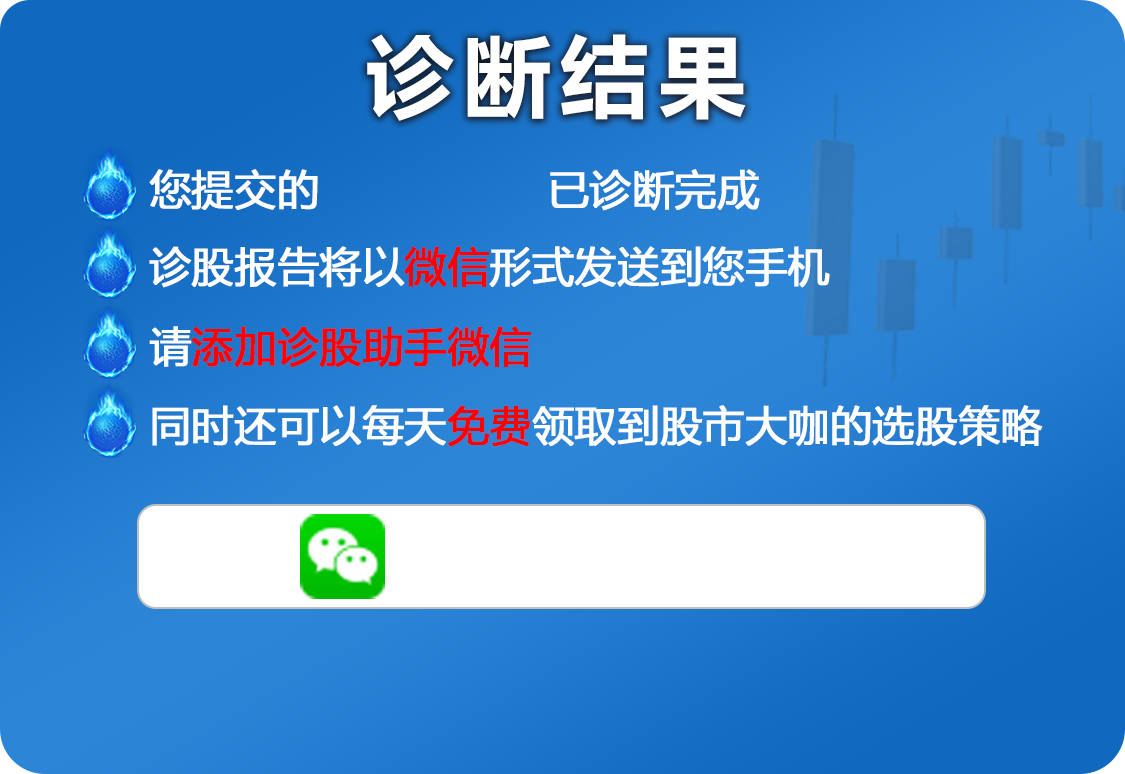 诊断结果
您提交的 已诊断完成
诊股报告将以微信形式发送到您手机
请添加诊股助手微信
同时还可以每天免费领取到股市大咖的选股策略